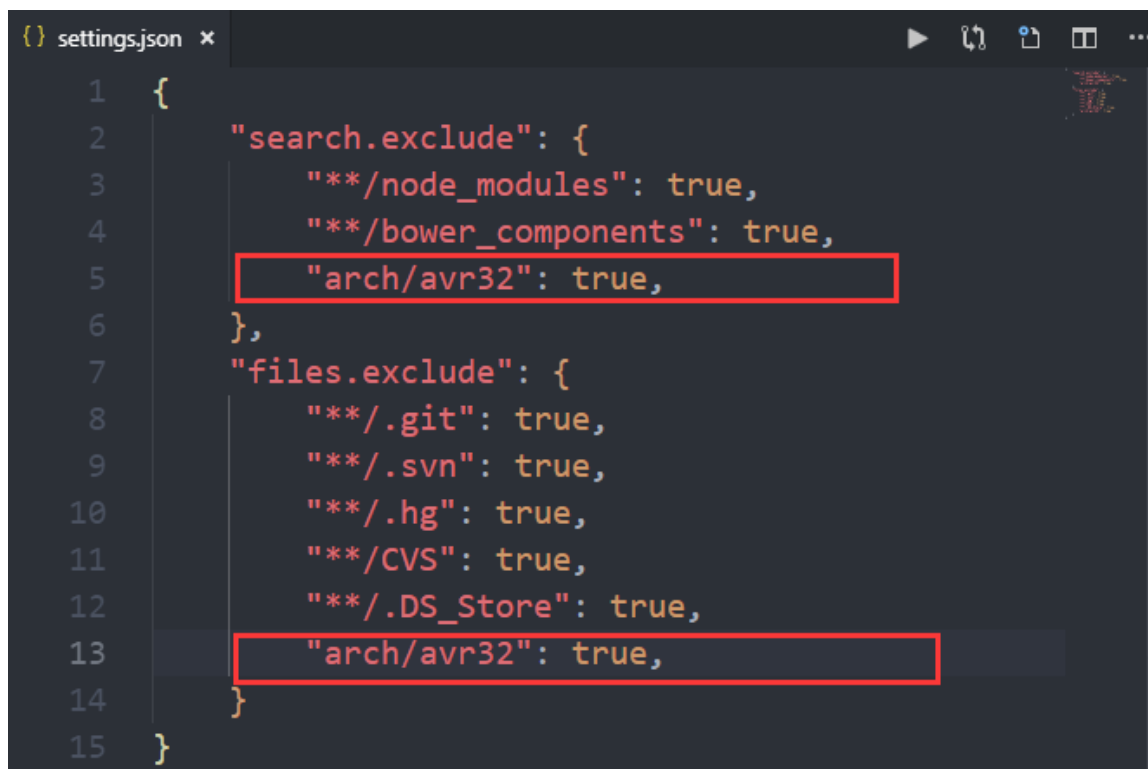 {} settings.json ×
1 {
2 "search.exclude": {
3 "**/node_modules": true,
4 "**/bower_components": true,
5 "arch/avr32": true,
6 },
7 "files.exclude": {
8 "**/.git": true,
9 "**/.svn": true,
10 "**/.hg": true,
11 "**/CVS": true,
12 "**/.DS_Store": true,
13 "arch/avr32": true,
14 }
15 }